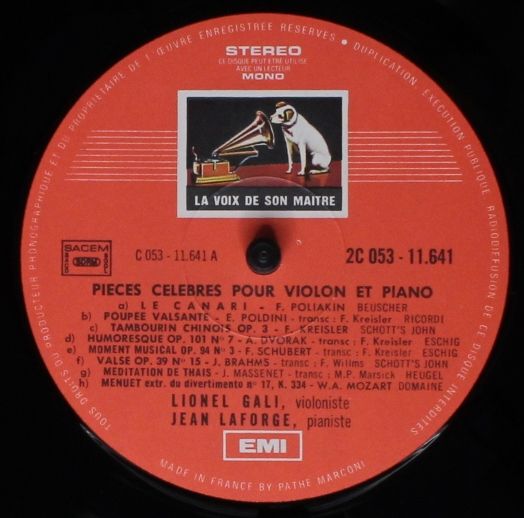 TOUS DROITS DU PRODUCTEUR PHONOGRAPHIQUE ET DU PROPRIETAIRE DE L'ŒUVRE ENREGISTREE RESERVES • DUPLICATION EXECUTION PUBLIQUE RADIODIFFUSION DE CE DISQUE INTERDITES
STEREO
CE DISQUE PEUT ETRE UTILISE
AVEC UN LECTEUR
MONO
LA VOIX DE SON MAITRE
SACEM
C 053 - 11.641 A
2C 053 - 11.641
PIECES CELEBRES POUR VIOLON ET PIANO
a) LE CANARI - F. POLIAKIN BEUSCHER
b) POUPEE VALSANTE - E. POLDINI - transc : F. Kreisler RICORDI
c) TAMBOURIN CHINOIS OP. 3 - F. KREISLER SCHOTT'S JOHN
d) HUMORESQUE OP. 101 N° 7 - A. DVORAK - transc : F. Kreisler ESCHIG
e) MOMENT MUSICAL OP. 94 N° 3 - F. SCHUBERT - transc : F. Kreisler ESCHIG
f) VALSE OP. 39 N° 15 - J. BRAHMS - transc : F. Willms SCHOTT'S JOHN
g) MEDITATION DE THAIS - J. MASSENET - transc : M.P. Marsick HEUGEL
h) MENUET extr. du divertimento n° 17, K. 334 - W.A. MOZART DOMAINE
LIONEL GALI, violoniste
JEAN LAFORGE, pianiste
EMI
MADE IN FRANCE BY PATHE MARCONI